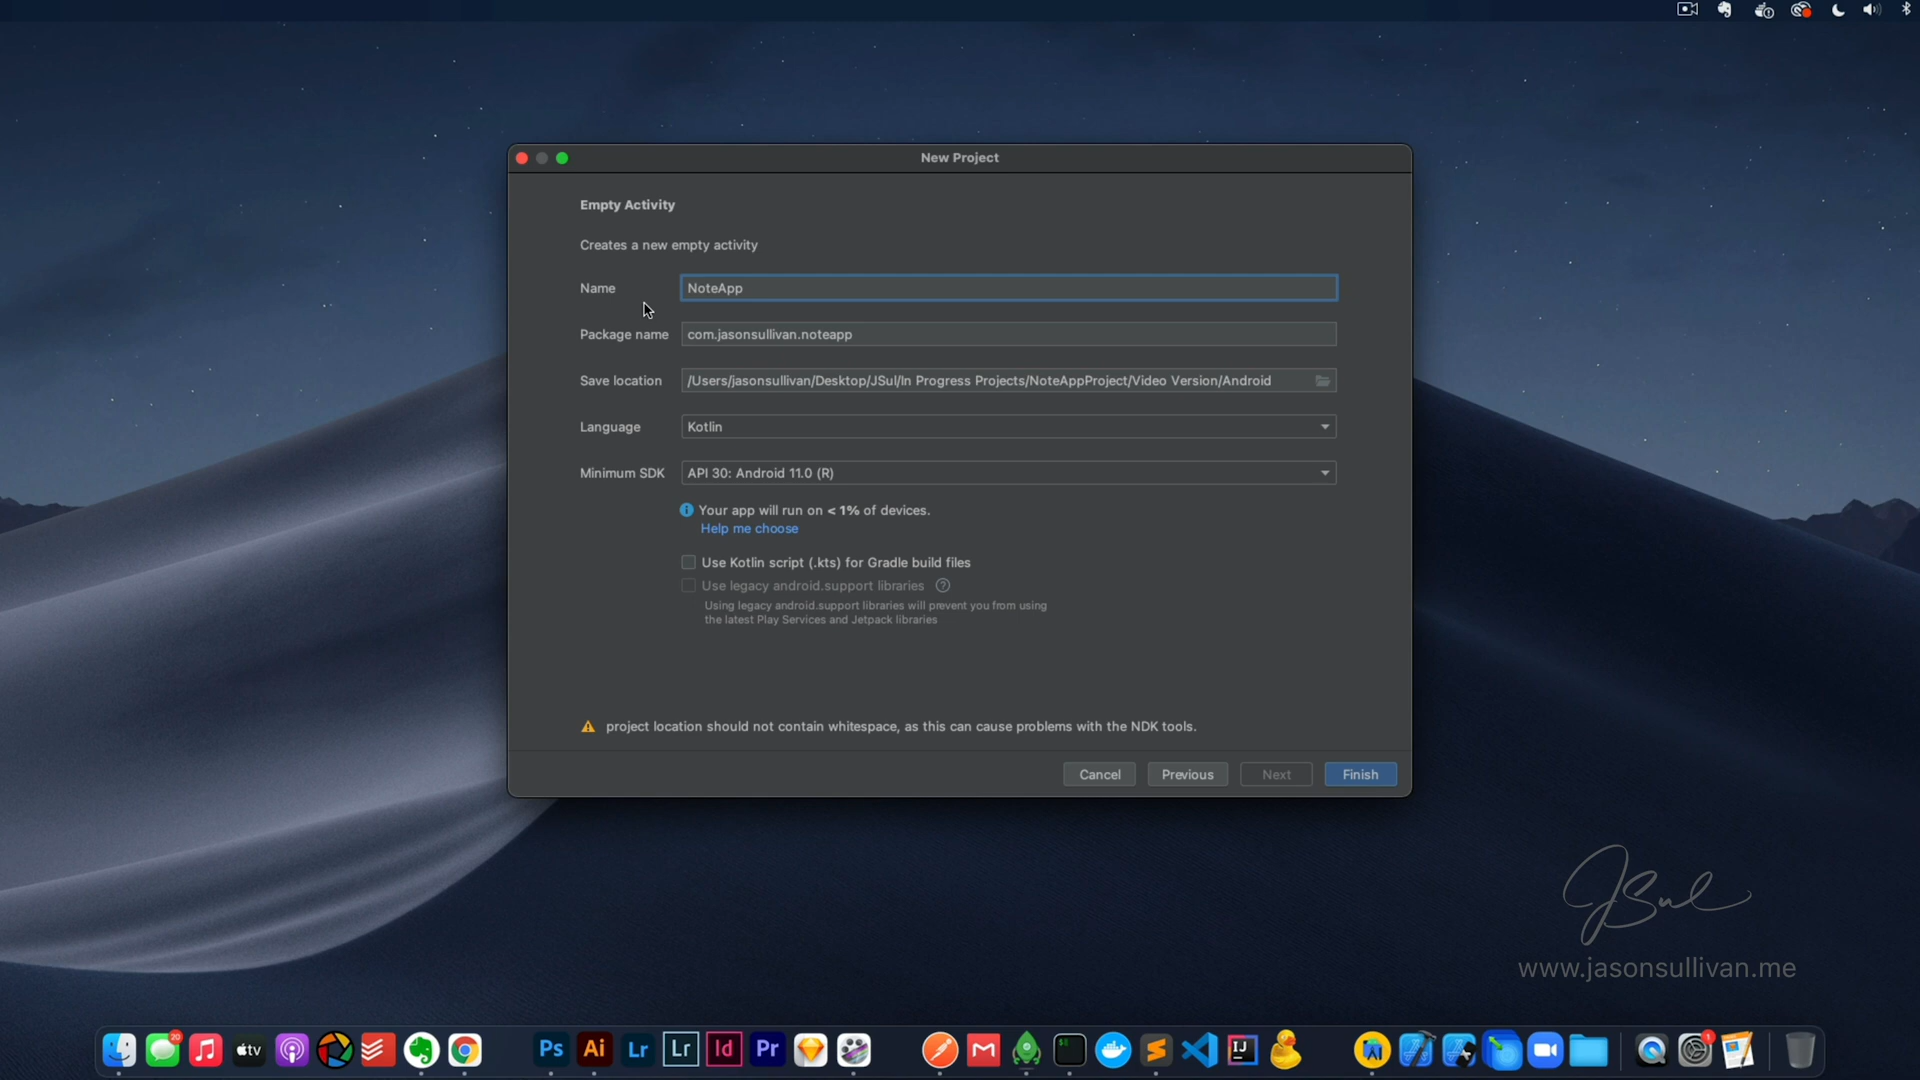 New Project
Empty Activity
Creates a new empty activity
Name NoteApp
Package name com.jasonsullivan.noteapp
Save location /Users/jasonsullivan/Desktop/JSul/In Progress Projects/NoteAppProject/Video Version/Android
Language Kotlin
Minimum SDK API 30: Android 11.0 (R)
Your app will run on < 1% of devices.
Help me choose
Use Kotlin script (.kts) for Gradle build files
Use legacy android.support libraries ?
Using legacy android.support libraries will prevent you from using
the latest Play Services and Jetpack libraries
project location should not contain whitespace, as this can cause problems with the NDK tools.
Cancel Previous Next Finish
JSul
www.jasonsullivan.me
20 tv Ps Ai Lr Lr Id Pr $ IJ 1